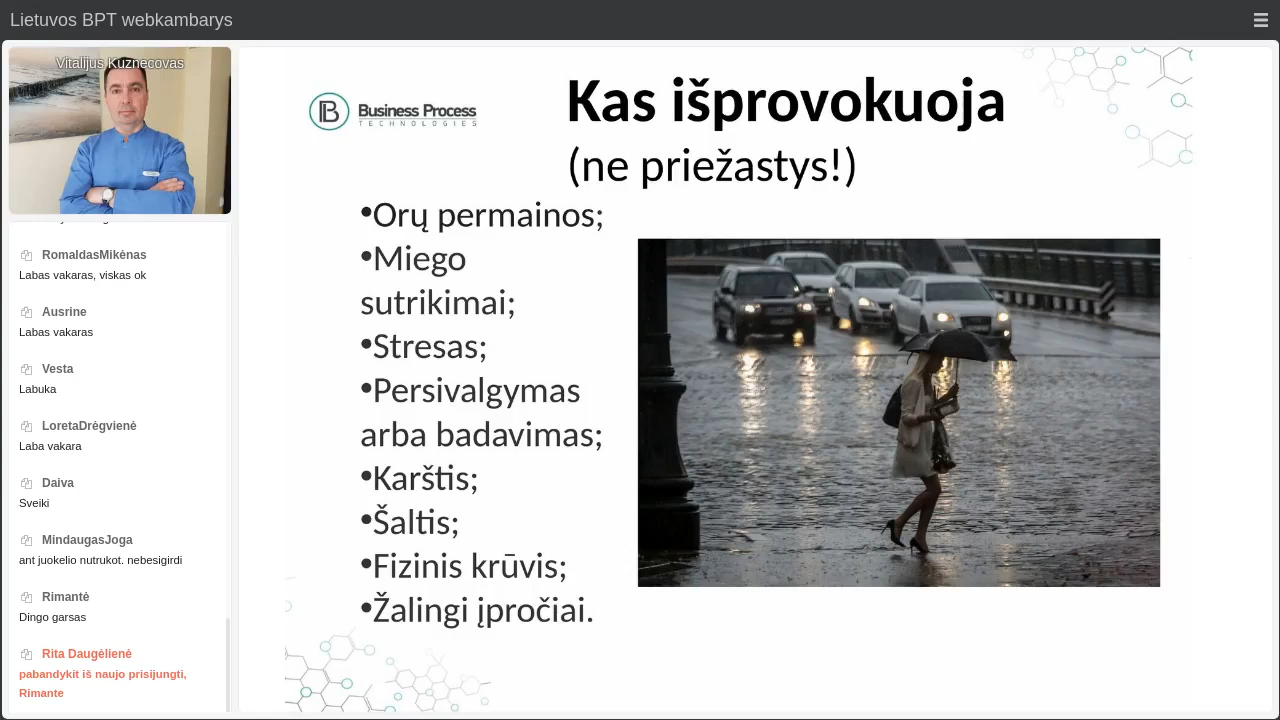 Lietuvos BPT webkambarys
Vitalijus Kuznecovas
RomaldasMikėnas
Labas vakaras, viskas ok
Ausrine
Labas vakaras
Vesta
Labuka
LoretaDrėgvienė
Laba vakara
Daiva
Sveiki
MindaugasJoga
ant juokelio nutrukot. nebesigirdi
Rimantė
Dingo garsas
Rita Daugėlienė
pabandykit iš naujo prisijungti,
Rimante
Business Process
TECHNOLOGIES
Kas išprovokuoja
(ne priežastys!)
•Orų permainos;
•Miego
sutrikimai;
•Stresas;
•Persivalgymas
arba badavimas;
•Karštis;
•Šaltis;
•Fizinis krūvis;
•Žalingi įpročiai.